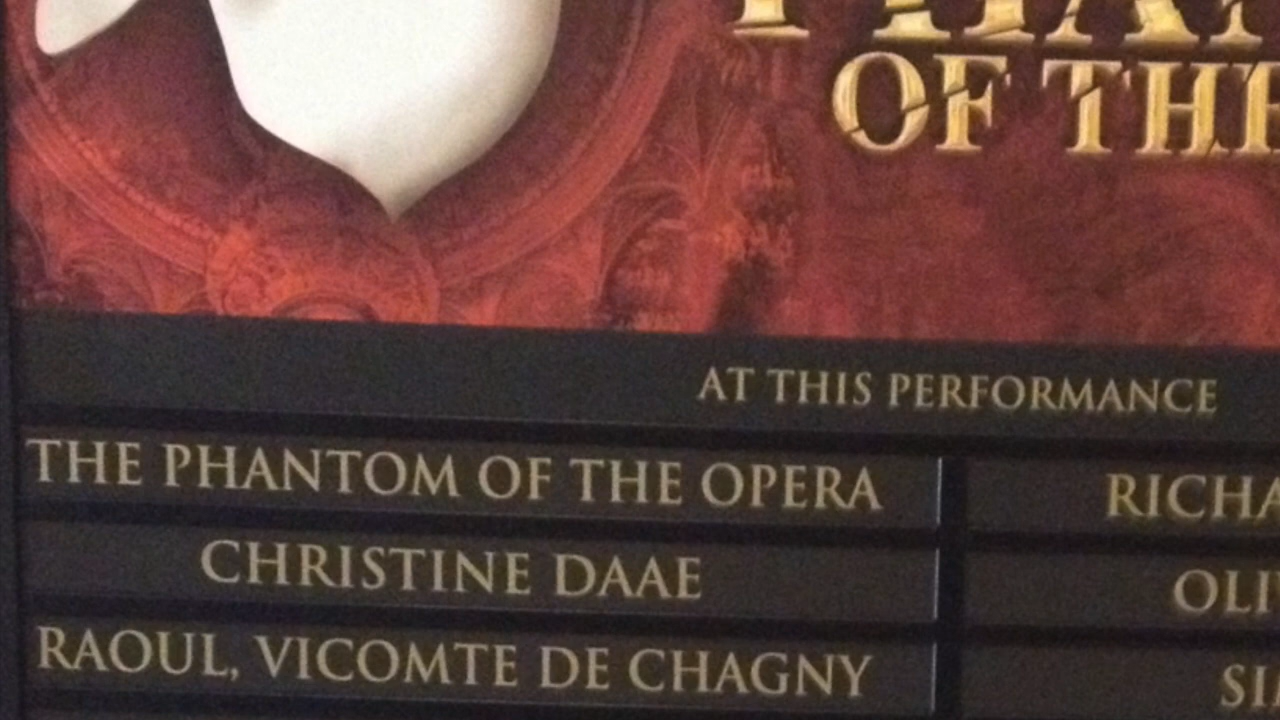 OF THE
AT THIS PERFORMANCE
THE PHANTOM OF THE OPERA
CHRISTINE DAAE
RAOUL, VICOMTE DE CHAGNY